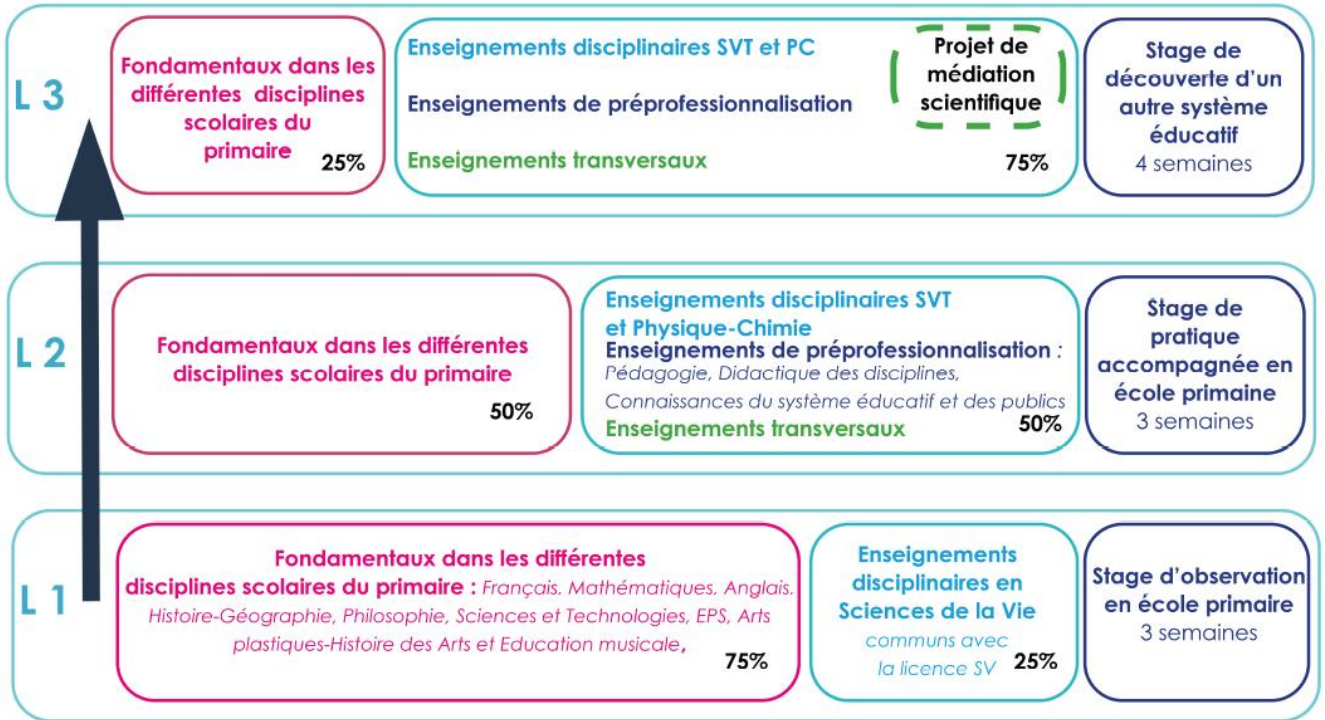 L 3
Fondamentaux dans les
différentes disciplines
scolaires du
primaire
25%
Enseignements disciplinaires SVT et PC
Enseignements de préprofessionnalisation
Enseignements transversaux
Projet de
médiation
scientifique
75%
Stage de
découverte d'un
autre système
éducatif
4 semaines
L 2
Fondamentaux dans les différentes
disciplines scolaires du primaire
50%
Enseignements disciplinaires SVT
et Physique-Chimie
Enseignements de préprofessionnalisation :
Pédagogie, Didactique des disciplines,
Connaissances du système éducatif et des publics
Enseignements transversaux
50%
Stage de
pratique
accompagnée en
école primaine
3 semaines
L 1
Fondamentaux dans les différentes
disciplines scolaires du primaire : Français. Mathématiques, Anglais.
Histoire-Géographie, Philosophie, Sciences et Technologies, EPS, Arts
plastiques-Histoire des Arts et Education musicale,
75%
Enseignements
disciplinaires en
Sciences de la Vie
communs avec
la licence SV
25%
Stage d'observation
en école primaire
3 semaines